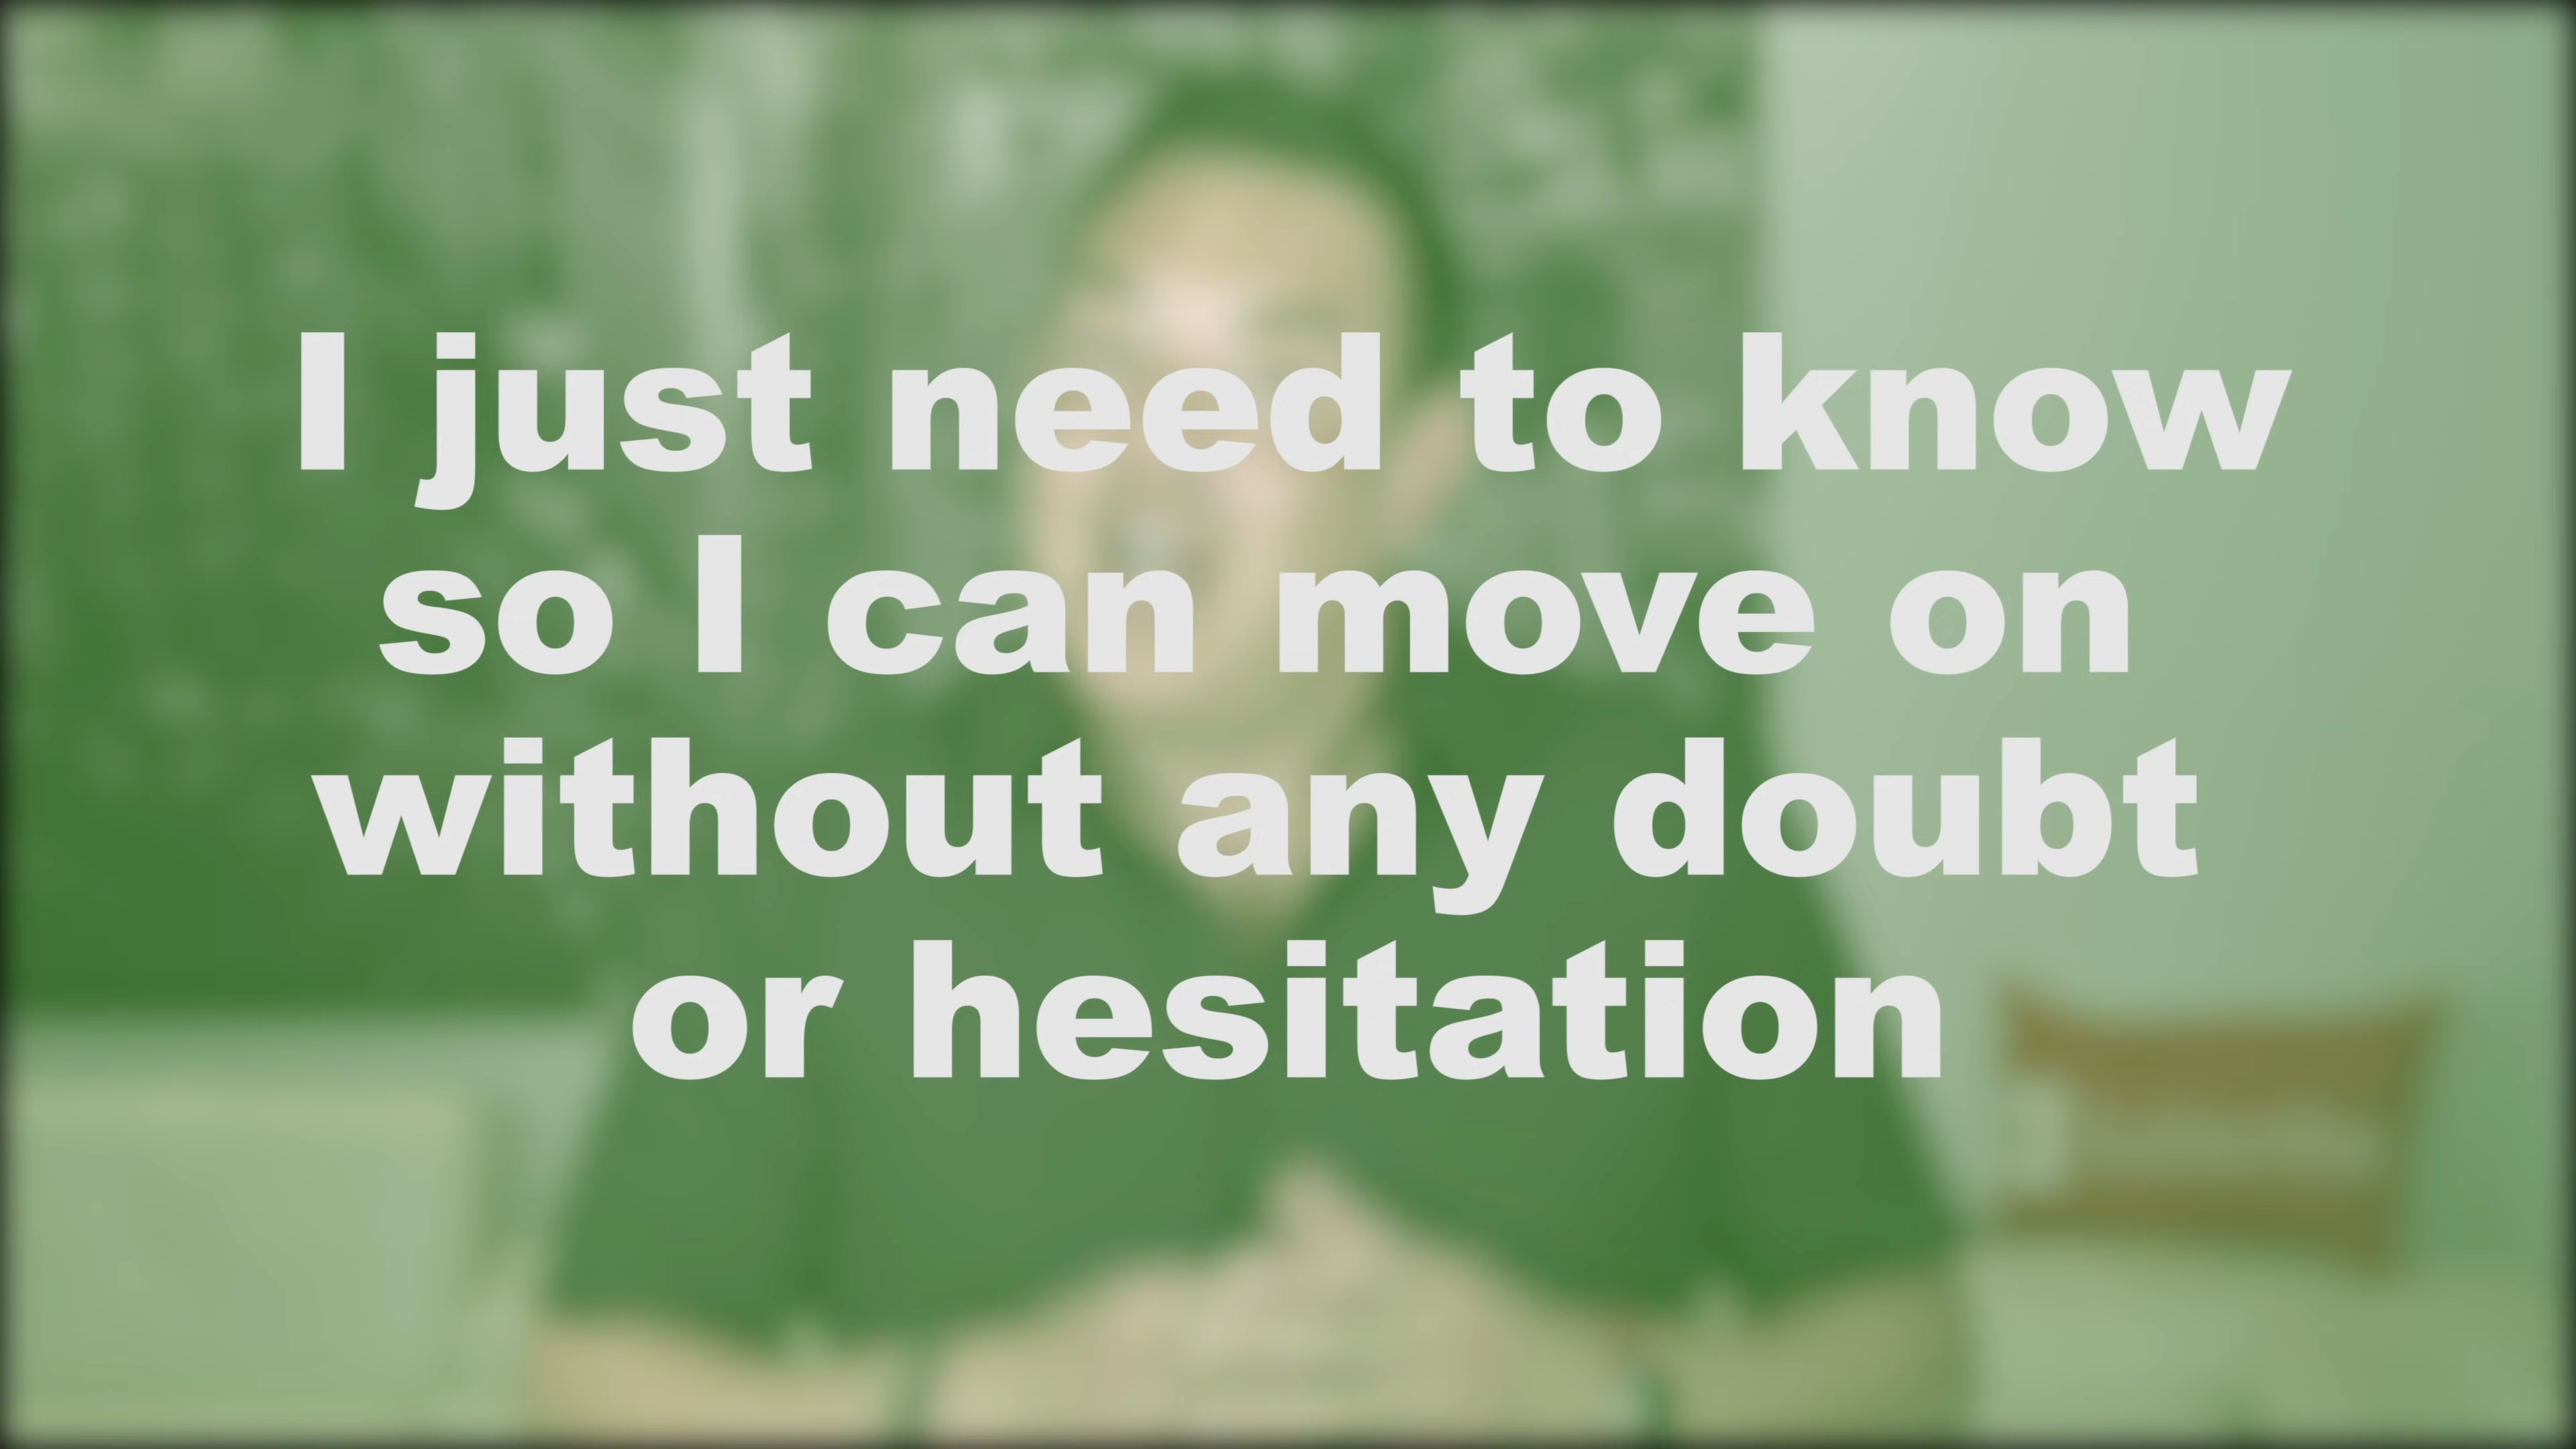 I just need to know
so I can move on
without any doubt
or hesitation